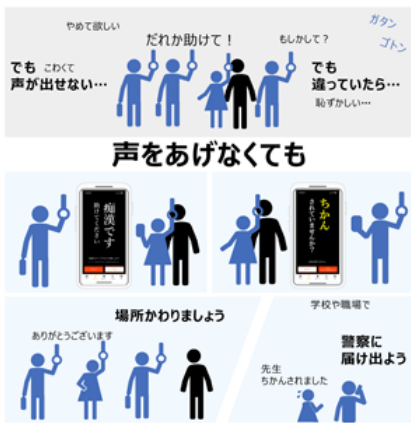 やめて欲しい
だれか助けて！
もしかして？
ガタン
ゴトン
でも こわくて
声が出せない…
でも
違っていたら…
恥ずかしい…
声をあげなくても
痴漢です
助けてください
ちかん
されていませんか？
場所かわりましょう
ありがとうございます
学校や職場で
警察に
届け出よう
先生
ちかんされました